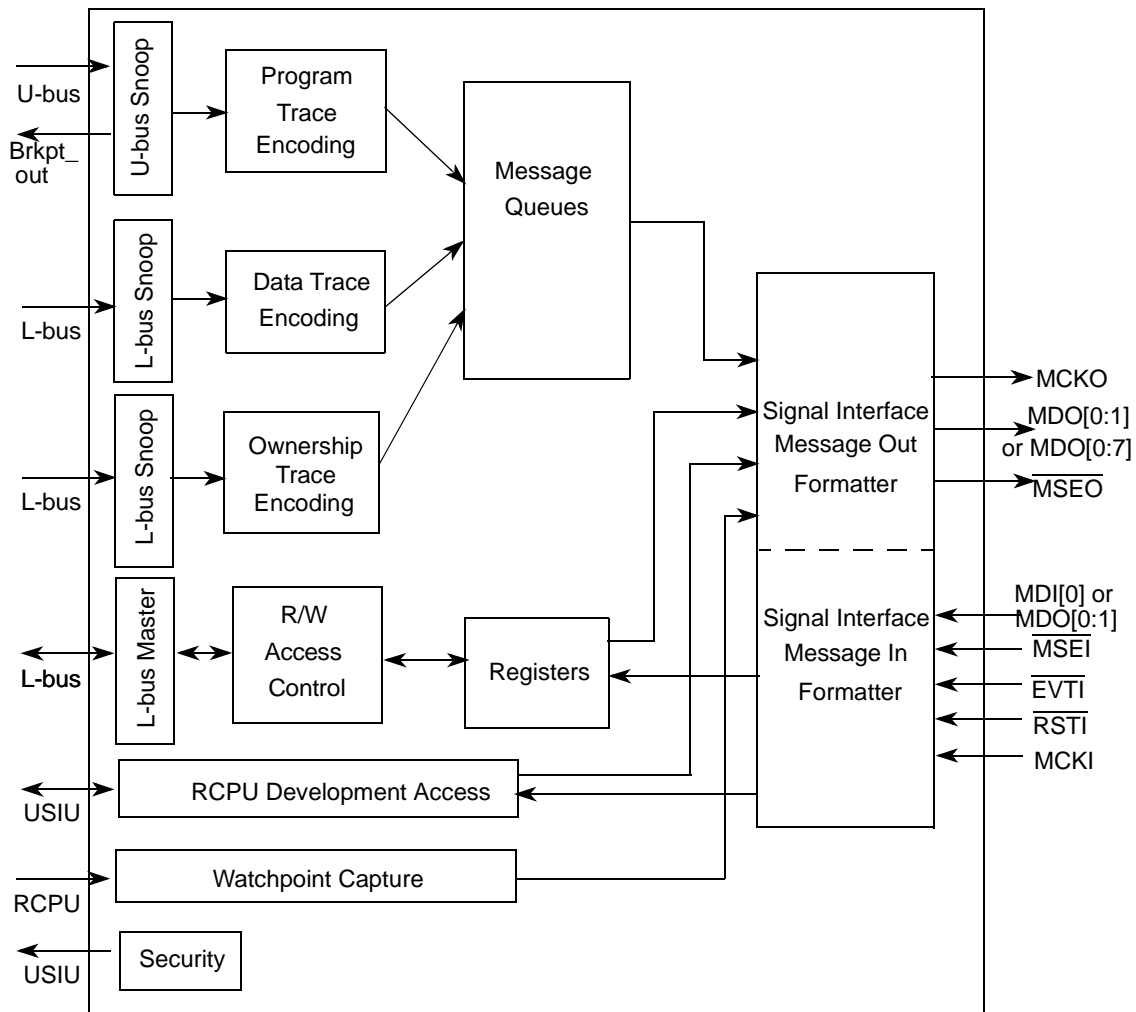 U-bus
Brkpt_
out
U-bus Snoop
Program
Trace
Encoding
Message
Queues
L-bus
L-bus Snoop
Data Trace
Encoding
L-bus
L-bus Snoop
Ownership
Trace
Encoding
Signal Interface
Message Out
Formatter
MCKO
MDO[0:1]
or MDO[0:7]
MSEO
L-bus
L-bus Master
R/W
Access
Control
Registers
Signal Interface
Message In
Formatter
MDI[0] or
MDO[0:1]
MSEI
EVTI
RSTI
MCKI
USIU
RCPU Development Access
RCPU
Watchpoint Capture
USIU
Security